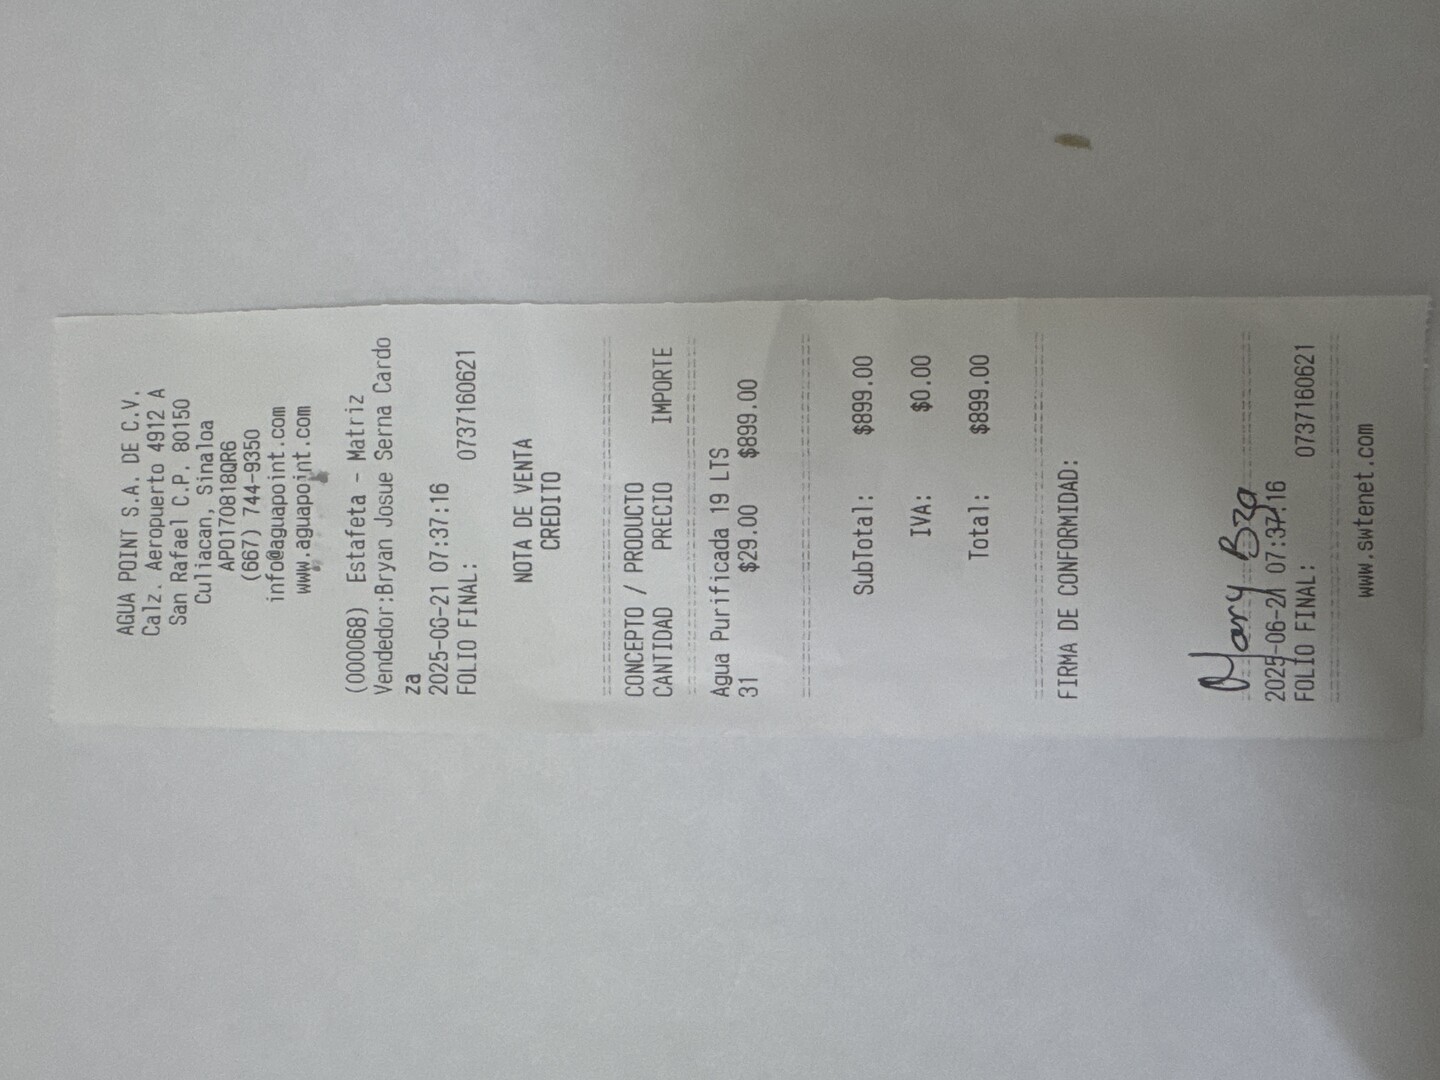 AGUA POINT S.A. DE C.V.
Calz. Aeropuerto 4912 A
San Rafael C.P. 80150
Culiacan, Sinaloa
APO170818QR6
(667) 744-9350
info@aguapoint.com
www.aguapoint.com
(000068) Estafeta - Matriz
Vendedor:Bryan Josue Serna Cardo
za
2025-06-21 07:37:16
FOLIO FINAL: 0737160621
NOTA DE VENTA
CREDITO
CONCEPTO / PRODUCTO
CANTIDAD PRECIO IMPORTE
Agua Purificada 19 LTS
31 $29.00 $899.00
SubTotal: $899.00
IVA: $0.00
Total: $899.00
FIRMA DE CONFORMIDAD:
Mary Bza
2025-06-21 07:37:16
FOLIO FINAL: 0737160621
www.swtenet.com